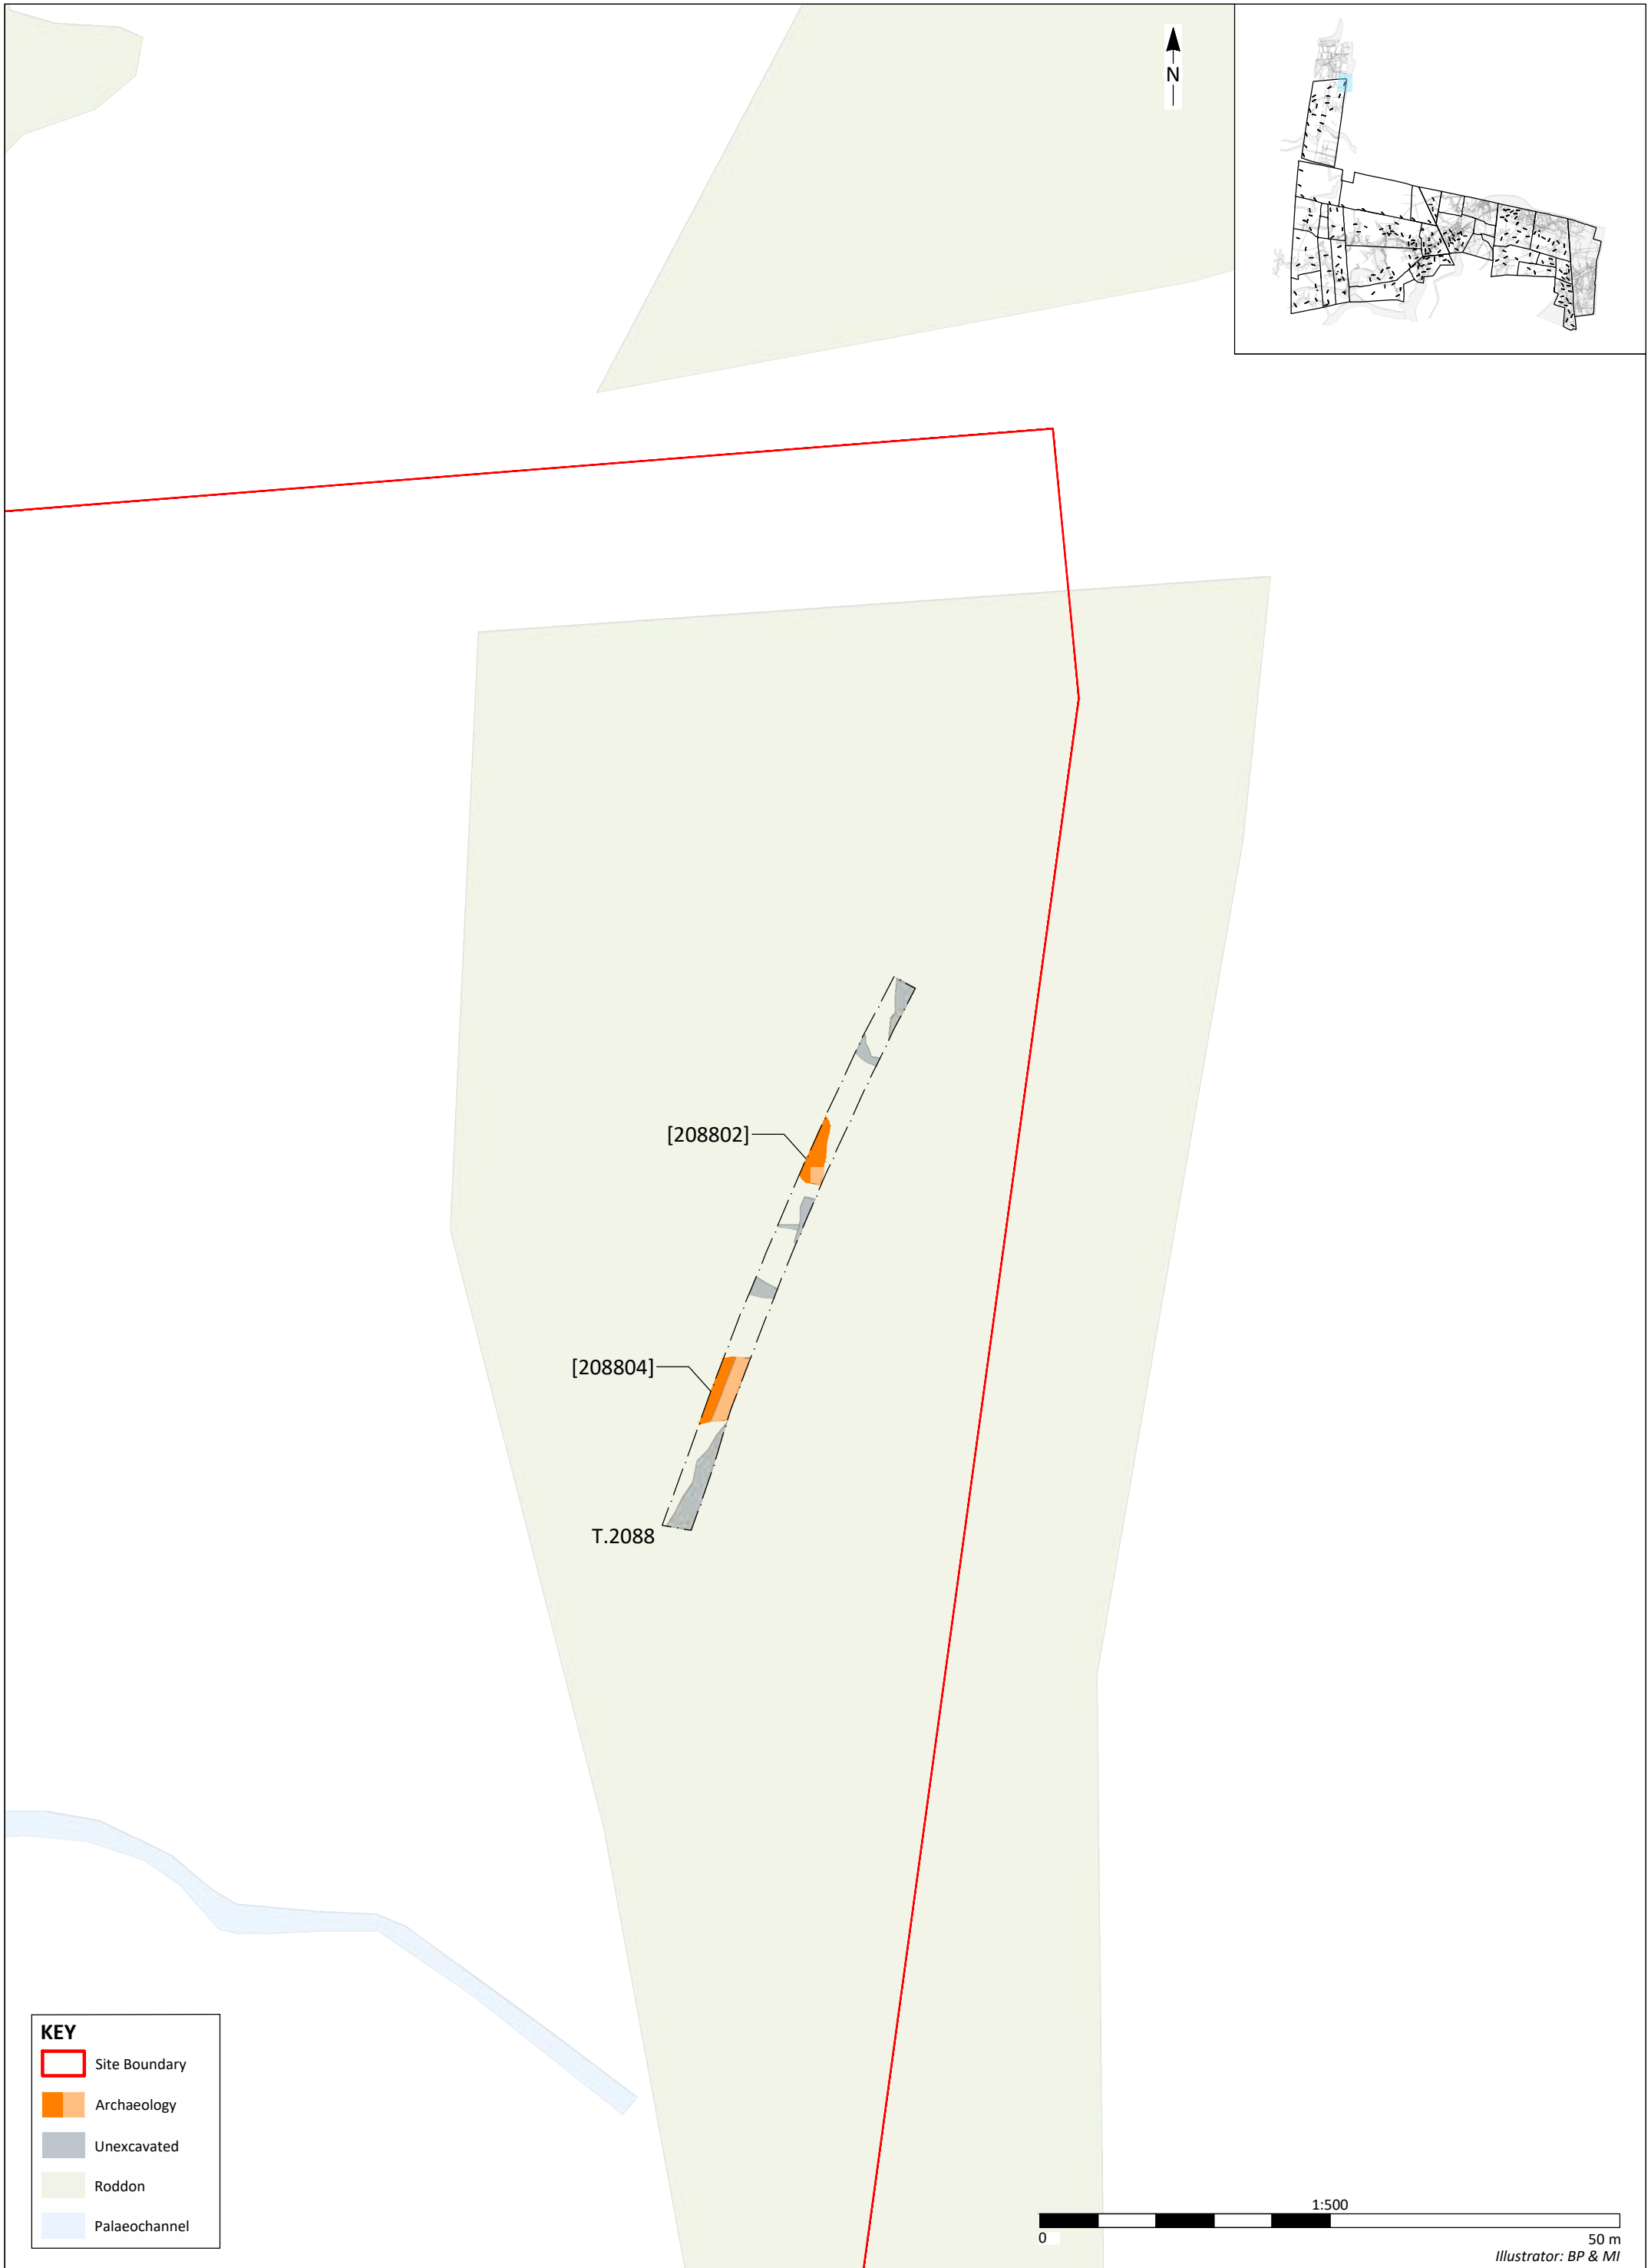 N
[208802]
[208804]
T.2088
KEY
Site Boundary
Archaeology
Unexcavated
Roddon
Palaeochannel
1:500
0
50 m
Illustrator: BP & MI